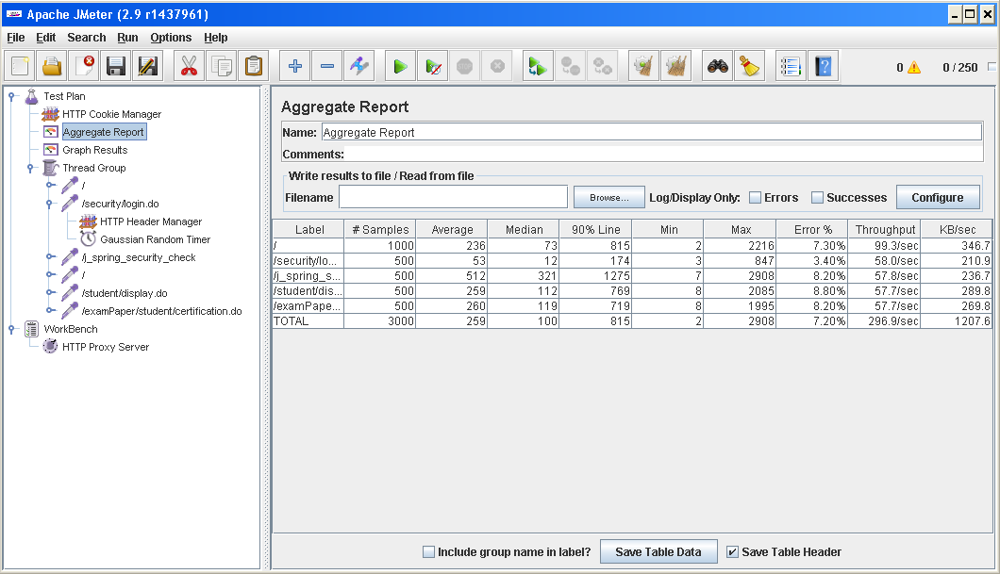 Apache JMeter (2.9 r1437961)
File Edit Search Run Options Help
0 0 / 250
Test Plan
HTTP Cookie Manager
Aggregate Report
Graph Results
Thread Group
/
/security/login.do
HTTP Header Manager
Gaussian Random Timer
/j_spring_security_check
/
/student/display.do
/examPaper/student/certification.do
WorkBench
HTTP Proxy Server
Aggregate Report
Name: Aggregate Report
Comments:
Write results to file / Read from file
Filename Browse... Log/Display Only: Errors Successes Configure
Label # Samples Average Median 90% Line Min Max Error % Throughput KB/sec
/ 1000 236 73 815 2 2216 7.30% 99.3/sec 346.7
/security/lo... 500 53 12 174 3 847 3.40% 58.0/sec 210.9
/j_spring_s... 500 512 321 1275 7 2908 8.20% 57.8/sec 236.7
/student/dis... 500 259 112 769 8 2085 8.80% 57.7/sec 289.8
/examPape... 500 260 119 719 8 1995 8.20% 57.7/sec 269.8
TOTAL 3000 259 100 815 2 2908 7.20% 296.9/sec 1207.6
Include group name in label? Save Table Data Save Table Header